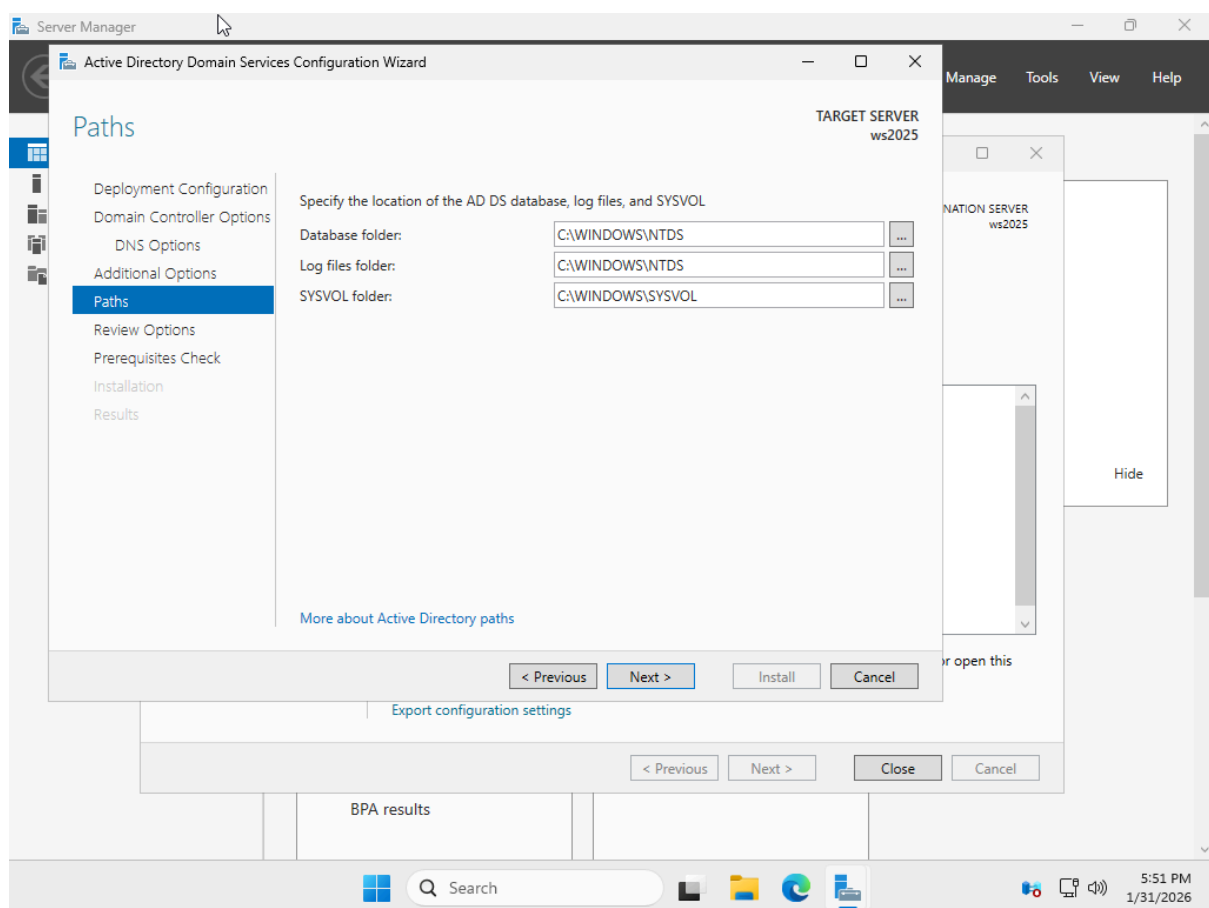 Server Manager
Active Directory Domain Services Configuration Wizard
Manage Tools View Help
Paths
TARGET SERVER
ws2025
Deployment Configuration
Domain Controller Options
DNS Options
Additional Options
Paths
Review Options
Prerequisites Check
Installation
Results
Specify the location of the AD DS database, log files, and SYSVOL
Database folder: C:\WINDOWS\NTDS ...
Log files folder: C:\WINDOWS\NTDS ...
SYSVOL folder: C:\WINDOWS\SYSVOL ...
More about Active Directory paths
< Previous Next > Install Cancel
NATION SERVER
ws2025
Hide
or open this
Export configuration settings
< Previous Next > Close Cancel
BPA results
Search
5:51 PM
1/31/2026